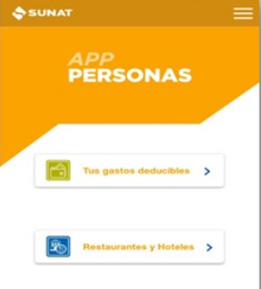 SUNAT
APP
PERSONAS
Tus gastos deducibles
Restaurantes y Hoteles